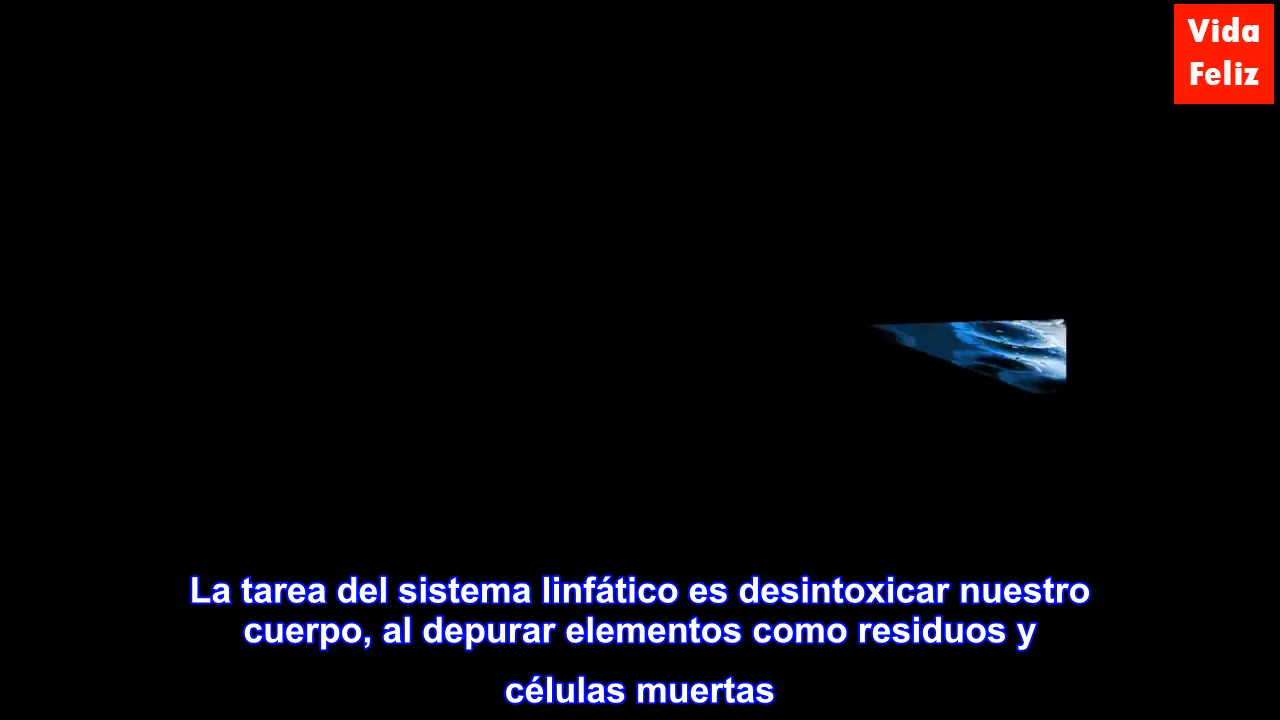 Vida
Feliz
La tarea del sistema linfático es desintoxicar nuestro
cuerpo, al depurar elementos como residuos y
células muertas